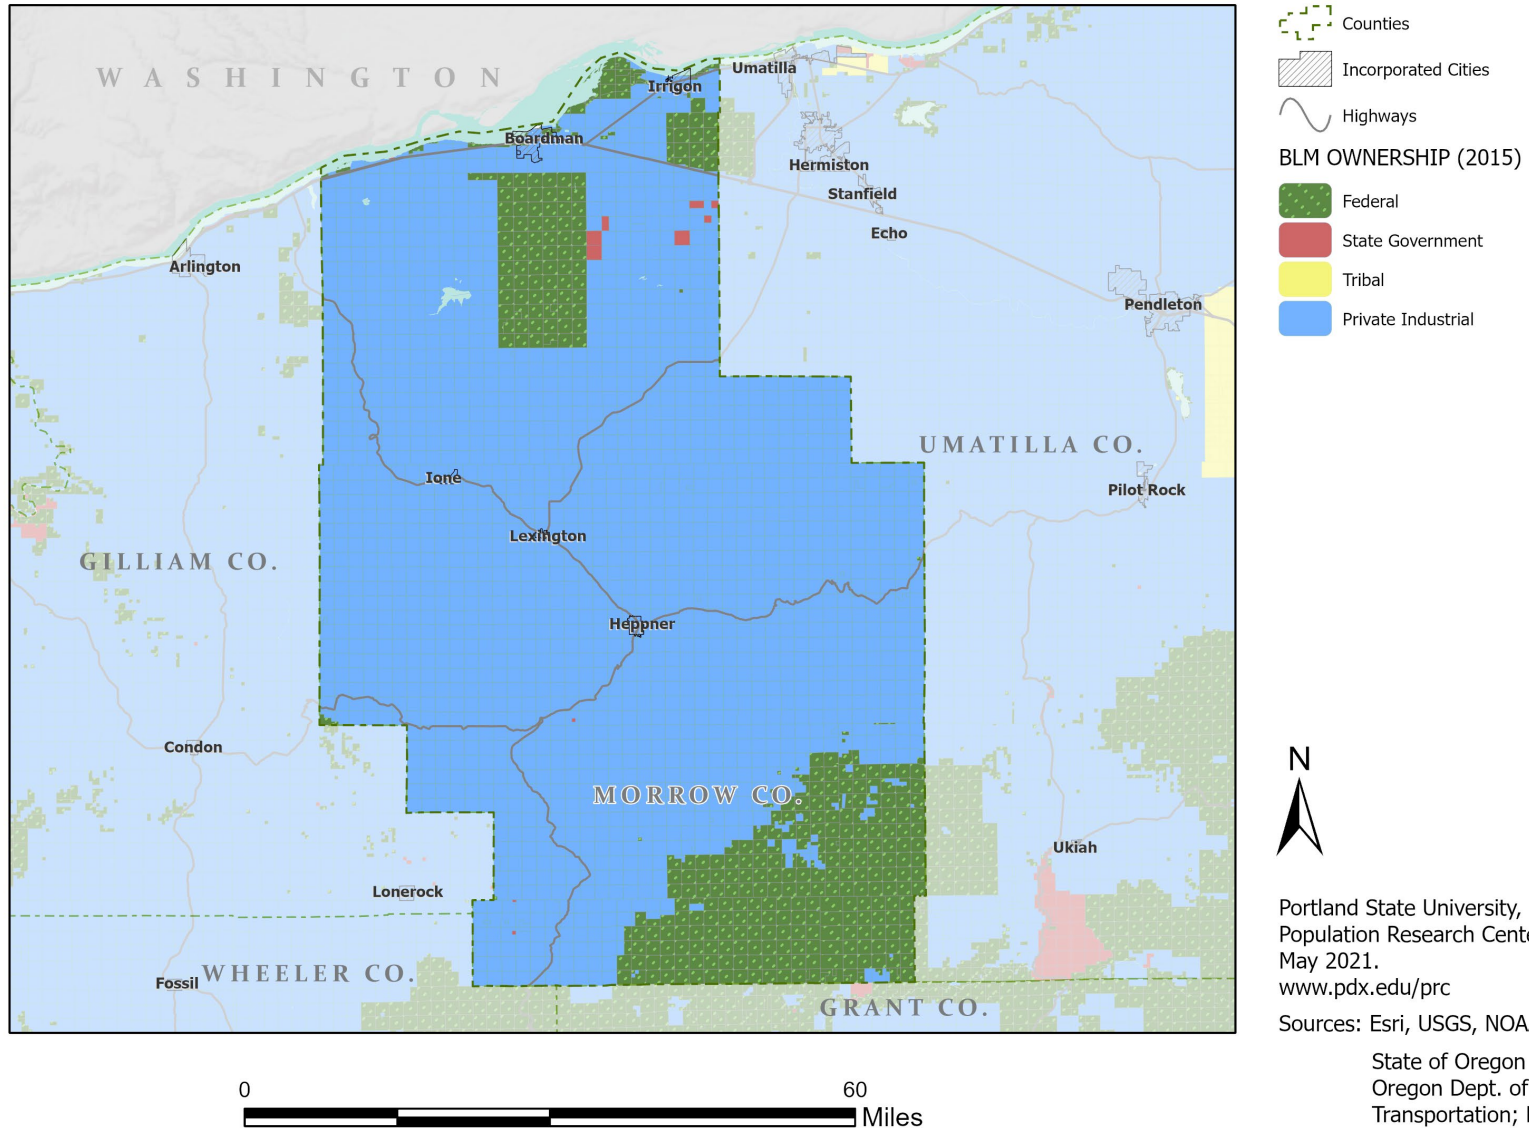 WASHINGTON
Umatilla
Irrigon
Boardman
Hermiston
Stanfield
Echo
Arlington
Pendleton
UMATILLA CO.
Ione
Pilot Rock
Lexington
GILLIAM CO.
Heppner
Condon
MORROW CO.
Ukiah
Lonerock
WHEELER CO.
Fossil
GRANT CO.
0
60
Miles
Counties
Incorporated Cities
Highways
BLM OWNERSHIP (2015)
Federal
State Government
Tribal
Private Industrial
N
Portland State University,
Population Research Cente
May 2021.
www.pdx.edu/prc
Sources: Esri, USGS, NOA
State of Oregon
Oregon Dept. of
Transportation;